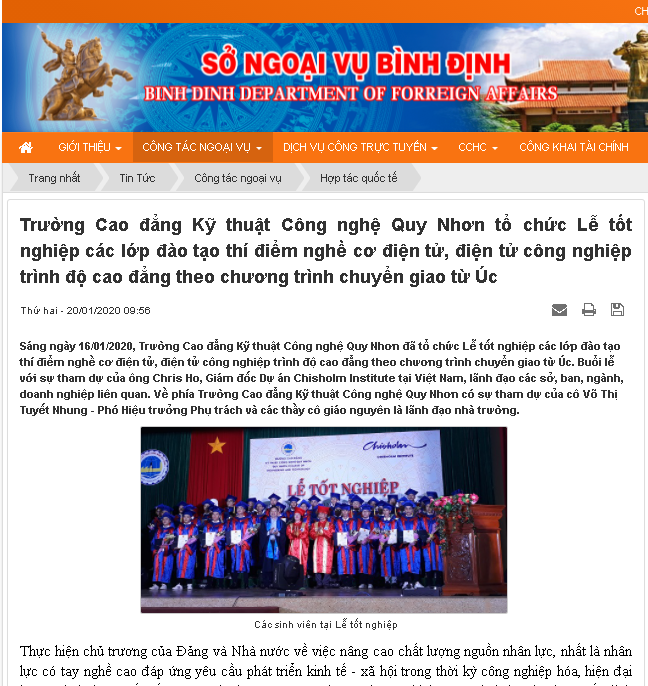 CH
SỞ NGOẠI VỤ BÌNH ĐỊNH
BINH DINH DEPARTMENT OF FORREIGN AFFAIRS
GIỚI THIỆU CÔNG TÁC NGOẠI VỤ DỊCH VỤ CÔNG TRỰC TUYẾN CCHC CÔNG KHAI TÀI CHÍNH
Trang nhất Tin Tức Công tác ngoại vụ Hợp tác quốc tế
Trường Cao đẳng Kỹ thuật Công nghệ Quy Nhơn tổ chức Lễ tốt
nghiệp các lớp đào tạo thí điểm nghề cơ điện tử, điện tử công nghiệp
trình độ cao đẳng theo chương trình chuyển giao từ Úc
Thứ hai - 20/01/2020 09:56
Sáng ngày 16/01/2020, Trường Cao đẳng Kỹ thuật Công nghệ Quy Nhơn đã tổ chức Lễ tốt nghiệp các lớp đào tạo
thí điểm nghề cơ điện tử, điện tử công nghiệp trình độ cao đẳng theo chương trình chuyển giao từ Úc. Buổi lễ
với sự tham dự của ông Chris Ho, Giám đốc Dự án Chisholm Institute tại Việt Nam, lãnh đạo các sở, ban, ngành,
doanh nghiệp liên quan. Về phía Trường Cao đẳng Kỹ thuật Công nghệ Quy Nhơn có sự tham dự của cô Võ Thị
Tuyết Nhung - Phó Hiệu trưởng Phụ trách và các thầy cô giáo nguyên là lãnh đạo nhà trường.
Chisholm
LỄ TỐT NGHIỆP
Các sinh viên tại Lễ tốt nghiệp
Thực hiện chủ trương của Đảng và Nhà nước về việc nâng cao chất lượng nguồn nhân lực, nhất là nhân
lực có tay nghề cao đáp ứng yêu cầu phát triển kinh tế - xã hội trong thời kỳ công nghiệp hóa, hiện đại